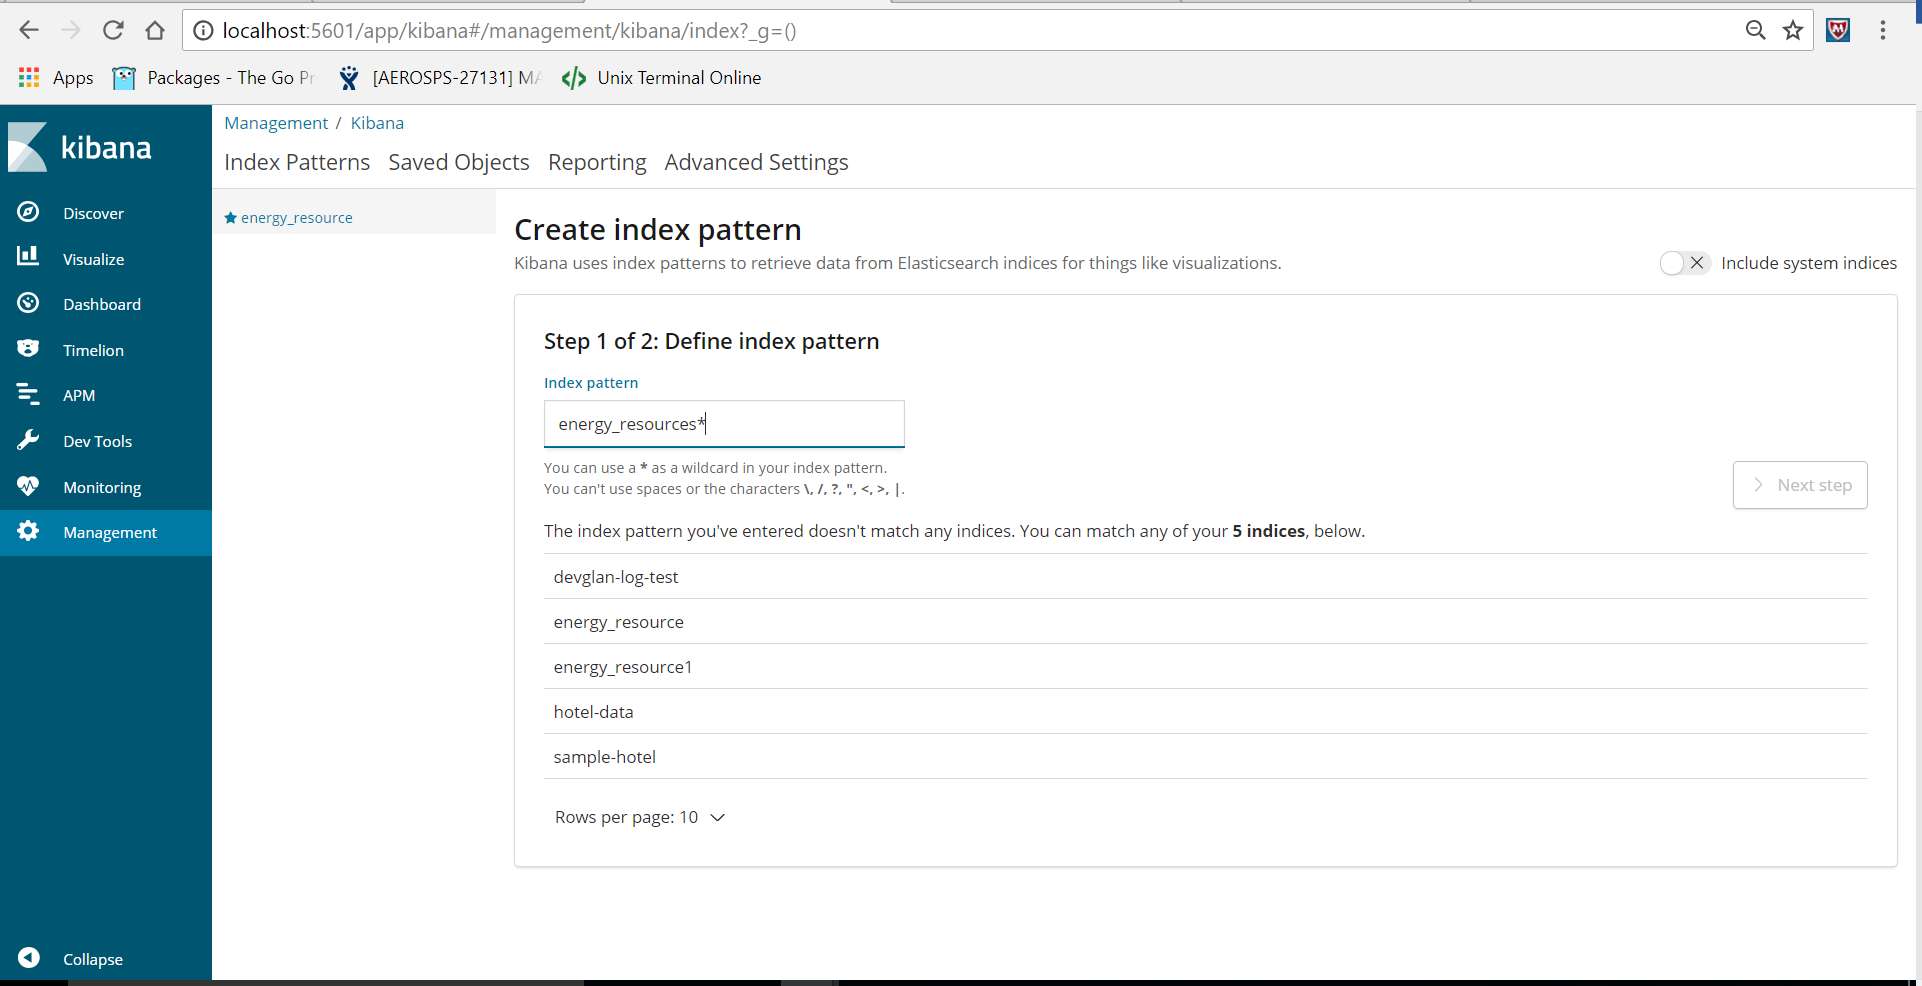 localhost:5601/app/kibana#/management/kibana/index?_g=()
Apps Packages - The Go Pr [AEROSPS-27131] MA Unix Terminal Online
kibana
Discover
Visualize
Dashboard
Timelion
APM
Dev Tools
Monitoring
Management
Collapse
Management / Kibana
Index Patterns Saved Objects Reporting Advanced Settings
energy_resource
Create index pattern
Kibana uses index patterns to retrieve data from Elasticsearch indices for things like visualizations.
Include system indices
Step 1 of 2: Define index pattern
Index pattern
energy_resources*
You can use a * as a wildcard in your index pattern.
You can't use spaces or the characters \, /, ?, ", <, >, |.
Next step
The index pattern you've entered doesn't match any indices. You can match any of your 5 indices, below.
devglan-log-test
energy_resource
energy_resource1
hotel-data
sample-hotel
Rows per page: 10